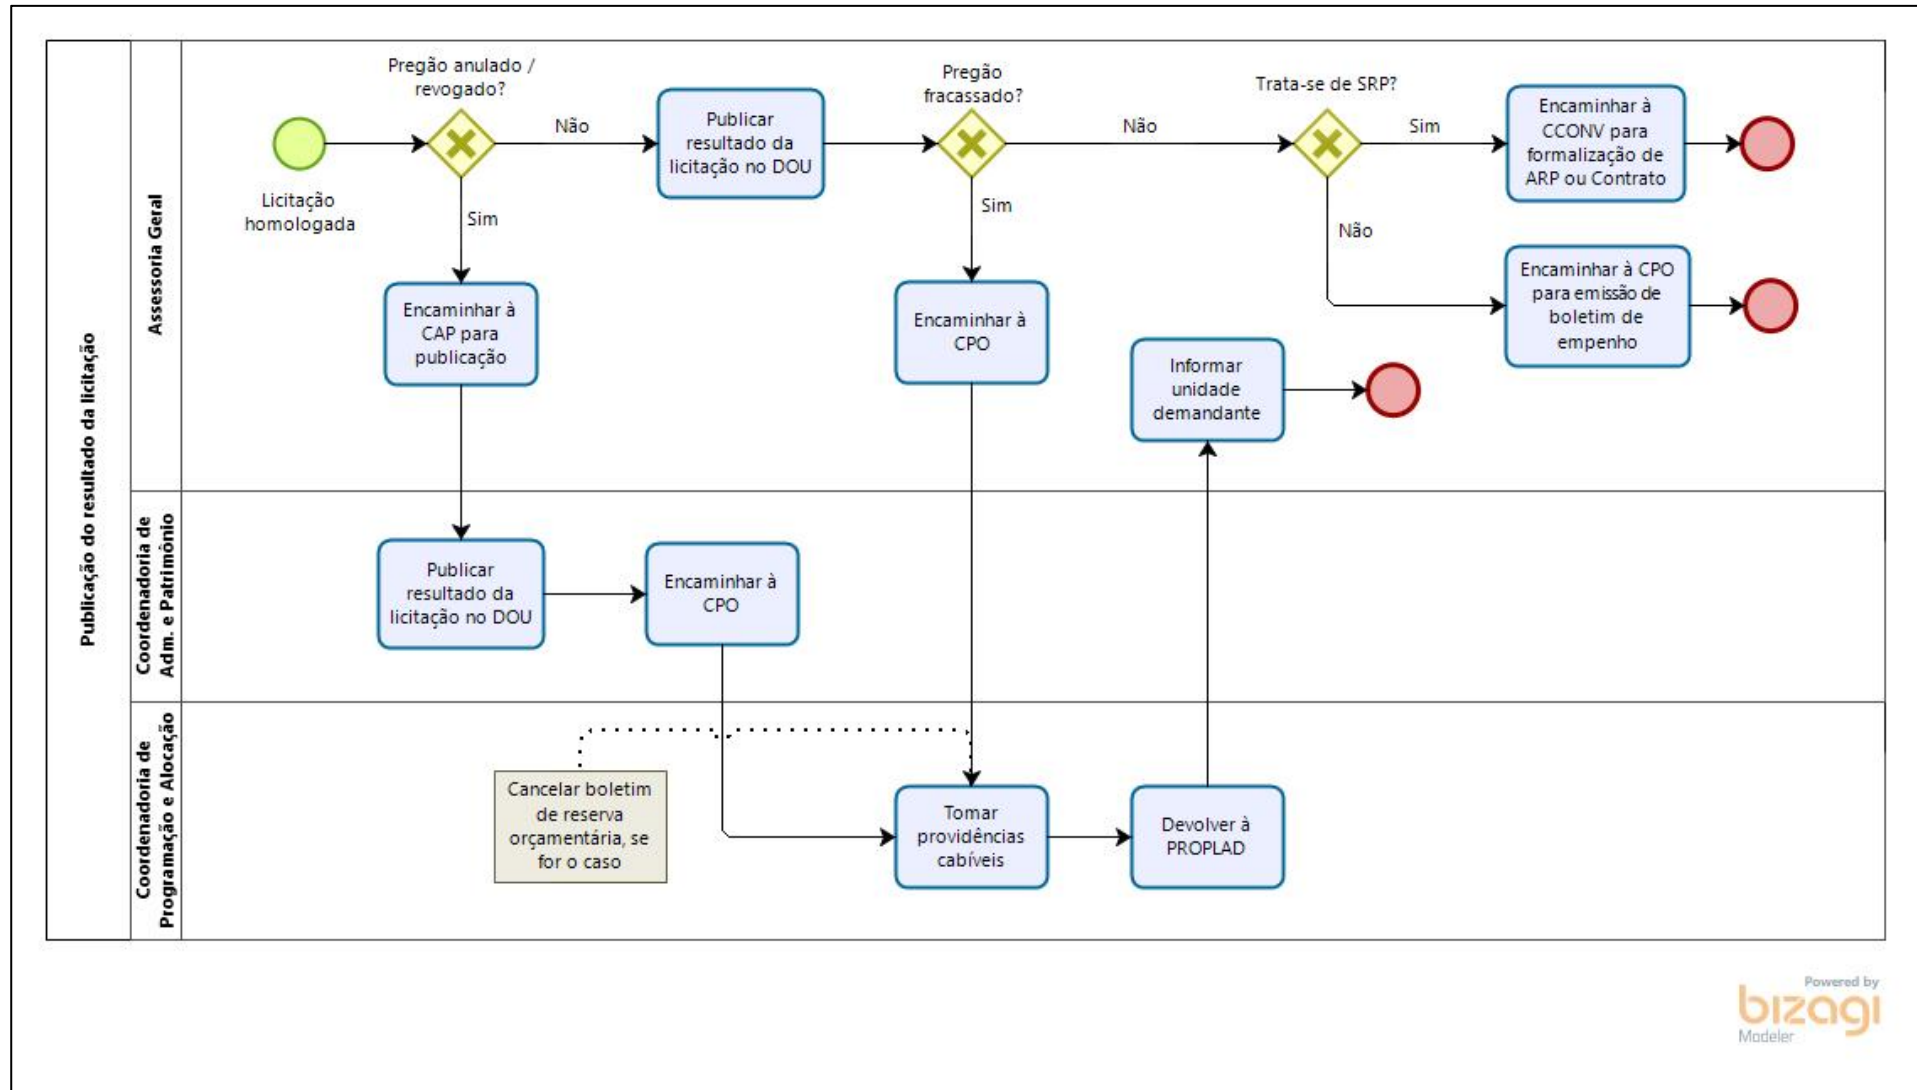 Publicação do resultado da licitação
Assessoria Geral
Licitação
homologada
Pregão anulado /
revogado?
Não
Sim
Publicar
resultado da
licitação no DOU
Pregão
fracassado?
Não
Sim
Trata-se de SRP?
Sim
Não
Encaminhar à
CCONV para
formalização de
ARP ou Contrato
Encaminhar à CPO
para emissão de
boletim de
empenho
Encaminhar à
CAP para
publicação
Encaminhar à
CPO
Informar
unidade
demandante
Coordenadoria de
Adm. e Patrimônio
Publicar
resultado da
licitação no DOU
Encaminhar à
CPO
Coordenadoria de
Programação e Alocação
Cancelar boletim
de reserva
orçamentária, se
for o caso
Tomar
providências
cabíveis
Devolver à
PROPLAD
Powered by
bizagi
Modeler